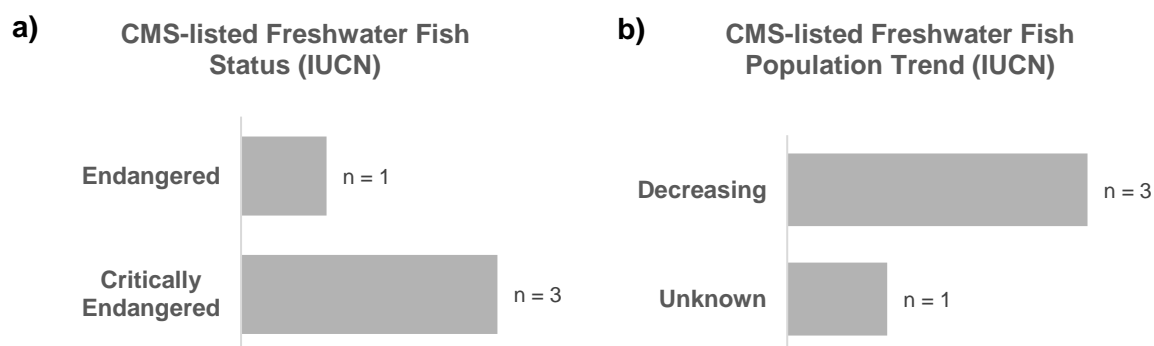 a)
CMS-listed Freshwater Fish
Status (IUCN)
Endangered
n = 1
Critically
Endangered
n = 3
b)
CMS-listed Freshwater Fish
Population Trend (IUCN)
Decreasing
n = 3
Unknown
n = 1